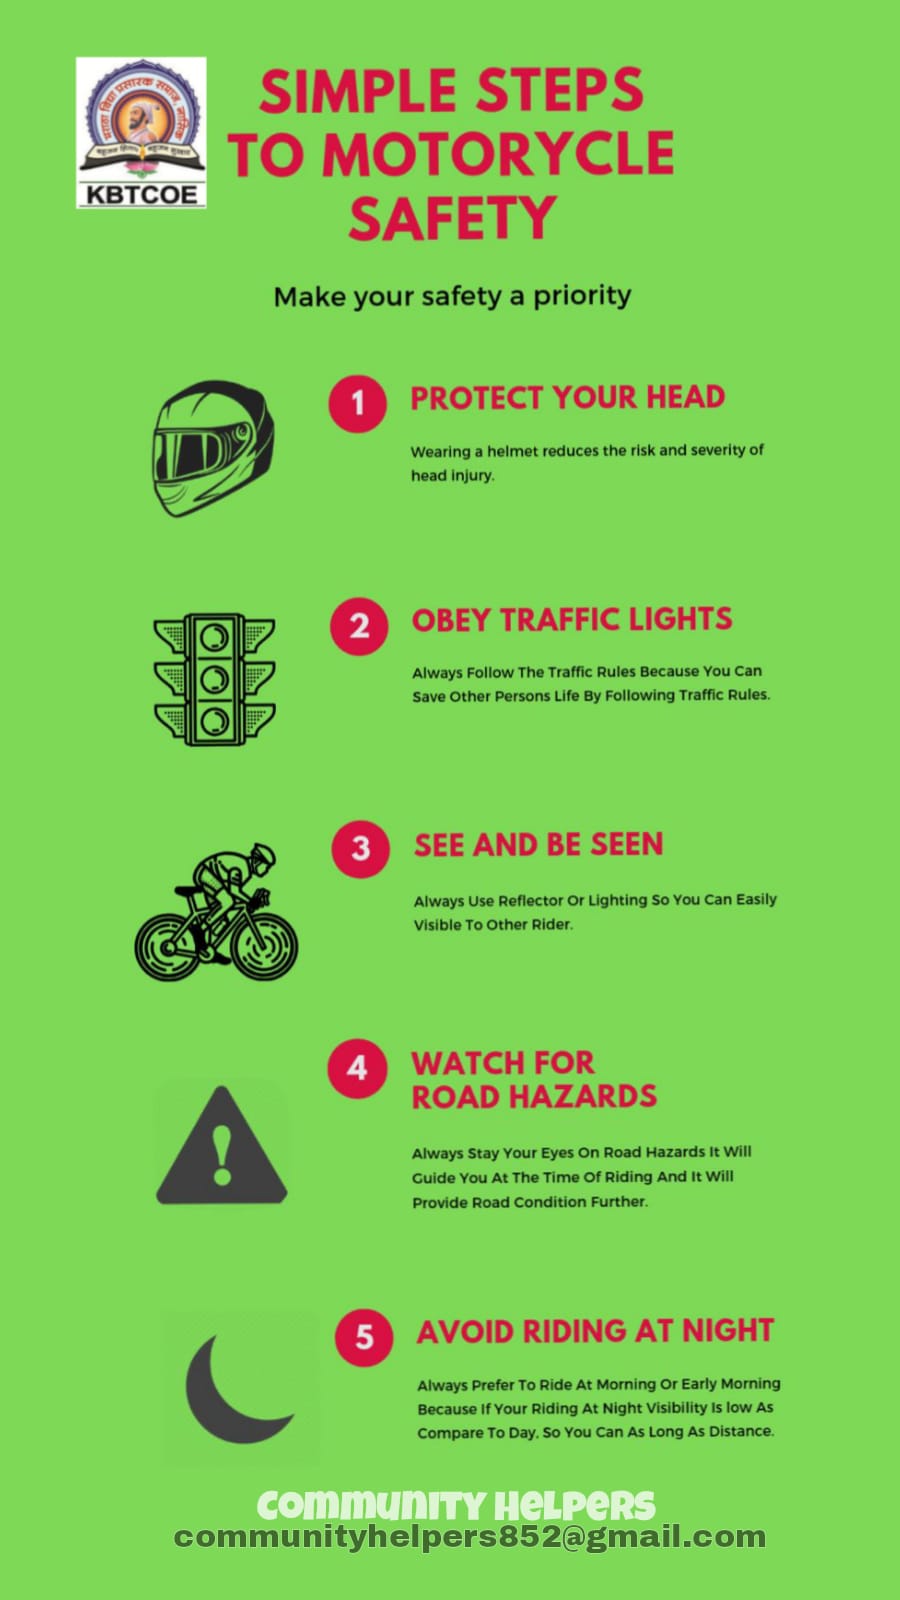 मराठा विद्या प्रसारक समाज, नाशिक
KBTCOE
SIMPLE STEPS
TO MOTORYCLE
SAFETY
Make your safety a priority
1 PROTECT YOUR HEAD
Wearing a helmet reduces the risk and severity of
head injury.
2 OBEY TRAFFIC LIGHTS
Always Follow The Traffic Rules Because You Can
Save Other Persons Life By Following Traffic Rules.
3 SEE AND BE SEEN
Always Use Reflector Or Lighting So You Can Easily
Visible To Other Rider.
4 WATCH FOR
ROAD HAZARDS
Always Stay Your Eyes On Road Hazards It Will
Guide You At The Time Of Riding And It Will
Provide Road Condition Further.
5 AVOID RIDING AT NIGHT
Always Prefer To Ride At Morning Or Early Morning
Because If Your Riding At Night Visibility Is low As
Compare To Day, So You Can As Long As Distance.
COMMUNITY HELPERS
communityhelpers852@gmail.com